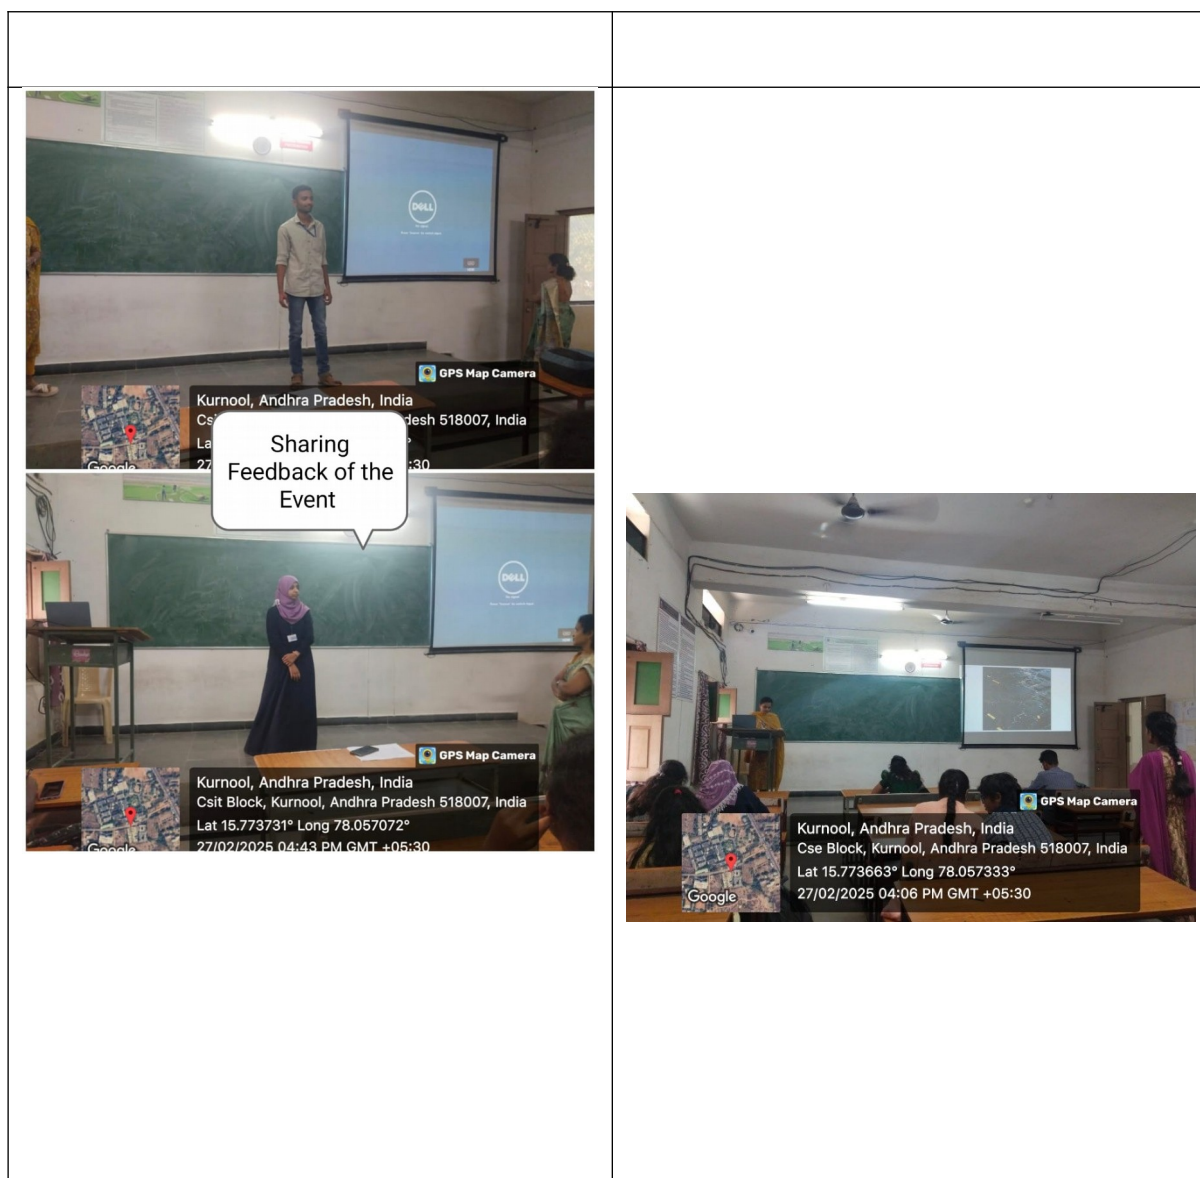 DELL
GPS Map Camera
Kurnool, Andhra Pradesh, India
desh 518007, India
27
:30
Google
Sharing
Feedback of the
Event
DELL
GPS Map Camera
Kurnool, Andhra Pradesh, India
Csit Block, Kurnool, Andhra Pradesh 518007, India
Lat 15.773731° Long 78.057072°
27/02/2025 04:43 PM GMT +05:30
Google
GPS Map Camera
Kurnool, Andhra Pradesh, India
Cse Block, Kurnool, Andhra Pradesh 518007, India
Lat 15.773663° Long 78.057333°
27/02/2025 04:06 PM GMT +05:30
Google